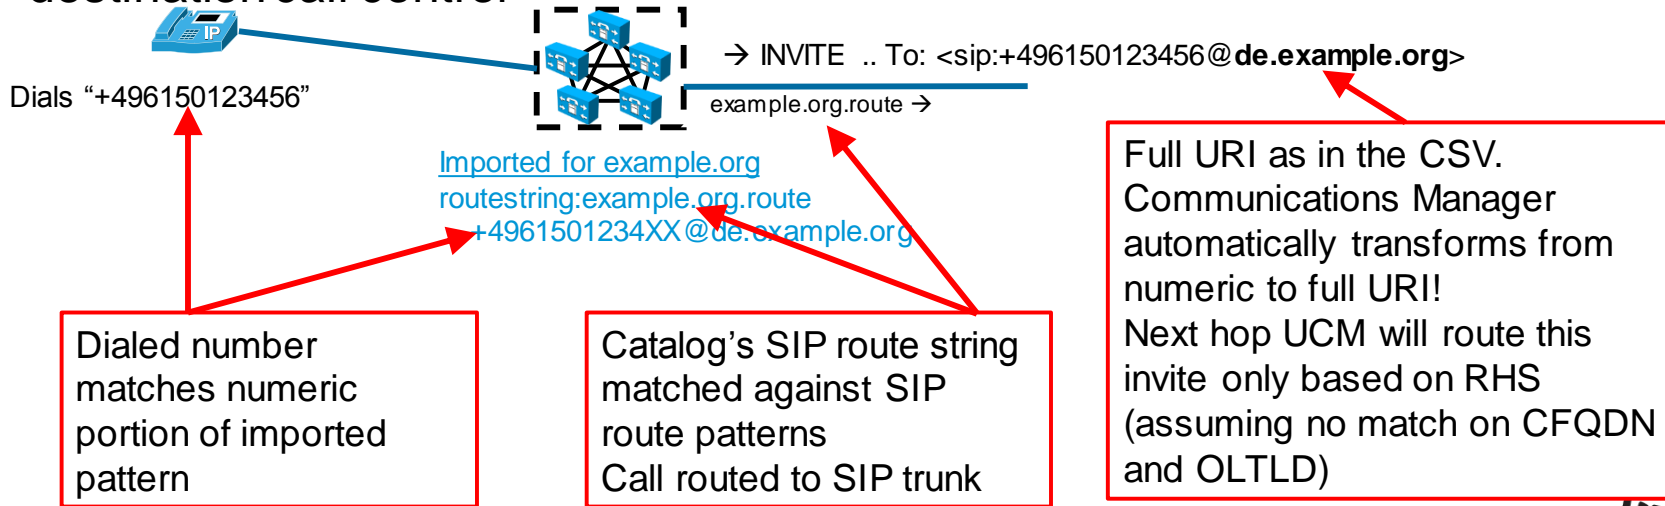 destination call control
IP
→ INVITE .. To: <sip:+496150123456@de.example.org>
Dials “+496150123456”
example.org.route →
Imported for example.org
routestring:example.org.route
+4961501234XX@de.example.org
Dialed number
matches numeric
portion of imported
pattern
Catalog’s SIP route string
matched against SIP
route patterns
Call routed to SIP trunk
Full URI as in the CSV.
Communications Manager
automatically transforms from
numeric to full URI!
Next hop UCM will route this
invite only based on RHS
(assuming no match on CFQDN
and OLTLD)